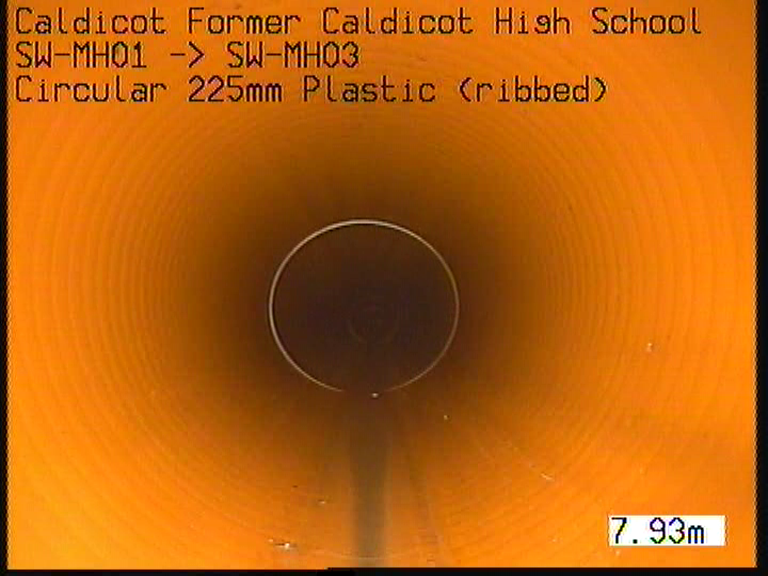 Caldicot Former Caldicot High School
SW-MH01 -> SW-MH03
Circular 225mm Plastic (ribbed)
7.93m